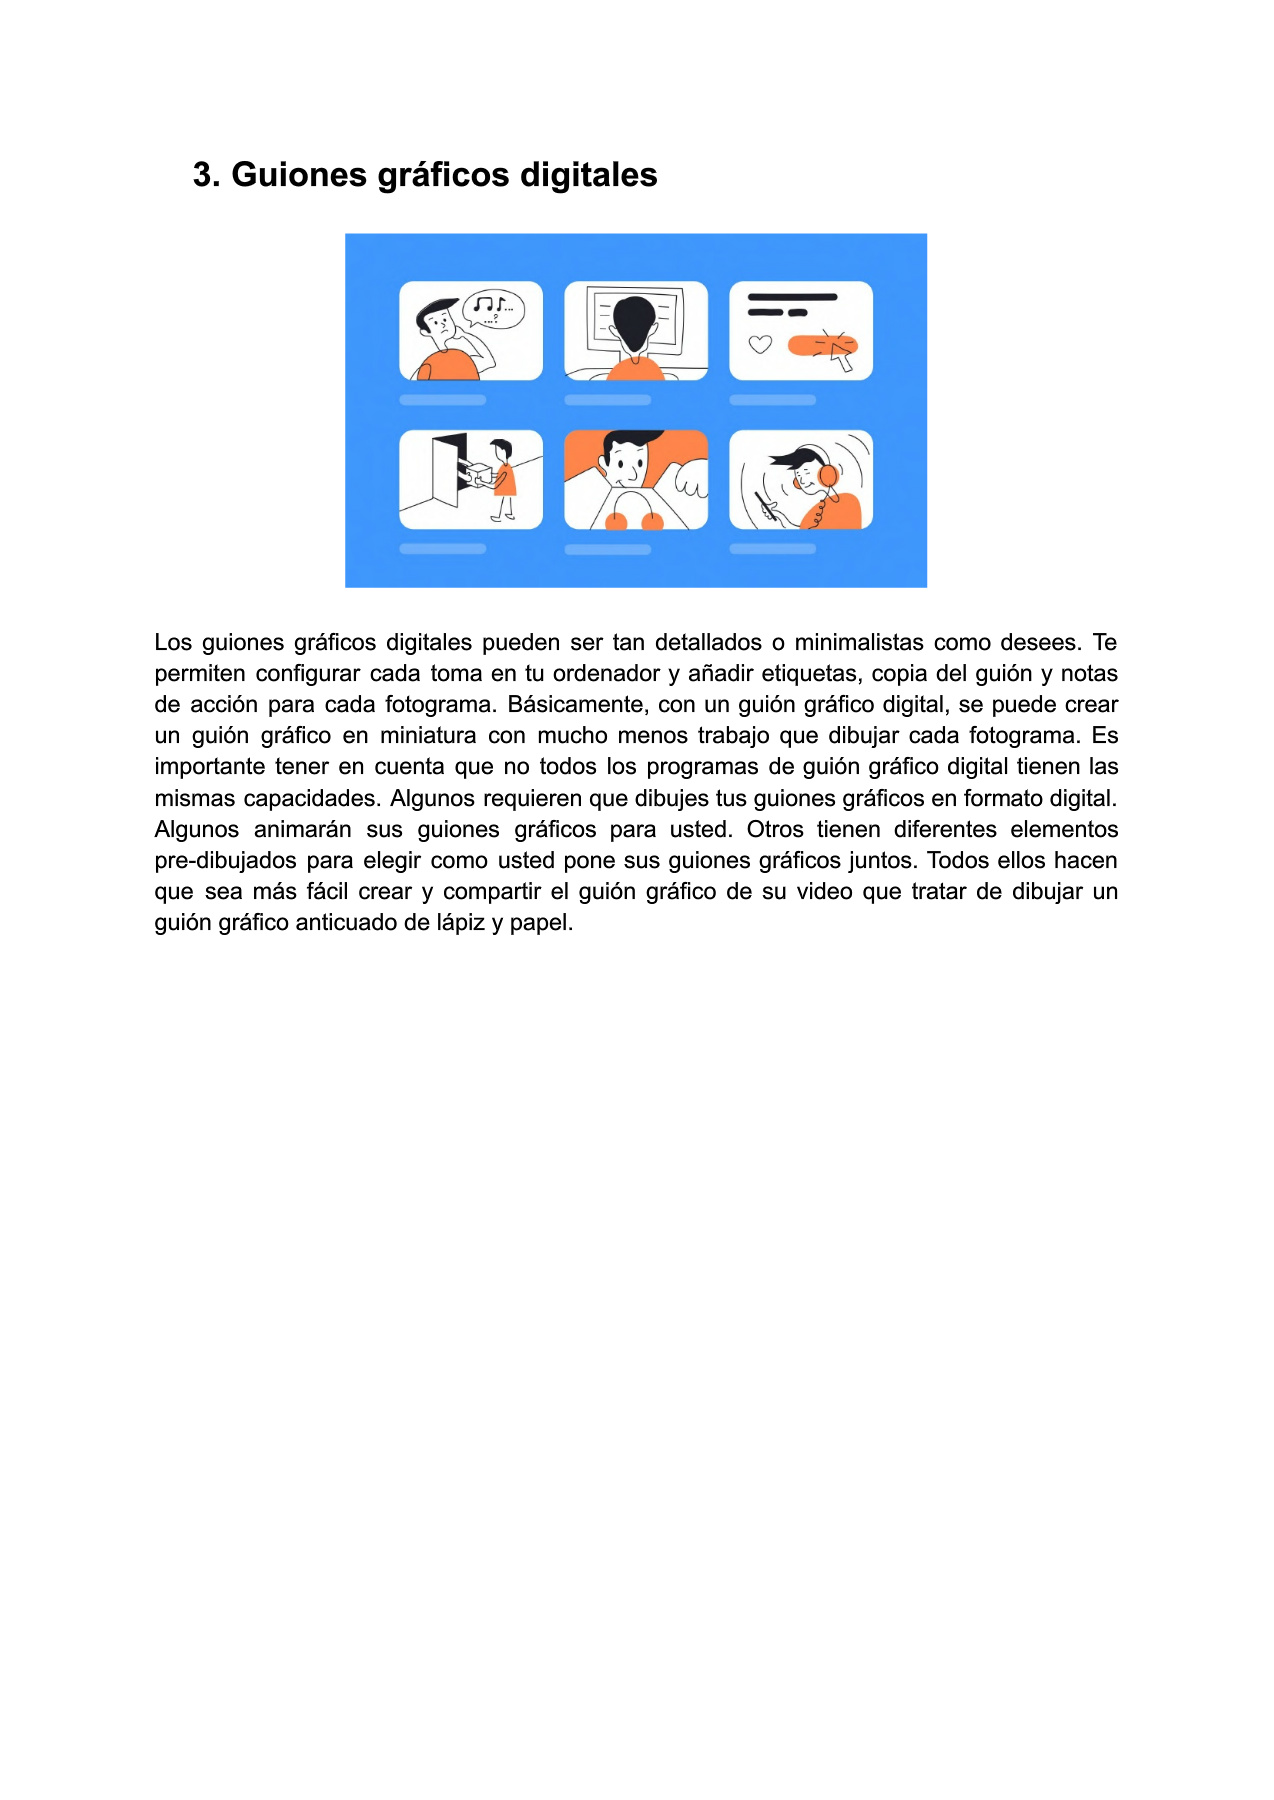 3. Guiones gráficos digitales
Los guiones gráficos digitales pueden ser tan detallados o minimalistas como desees. Te
permiten configurar cada toma en tu ordenador y añadir etiquetas, copia del guión y notas
de acción para cada fotograma. Básicamente, con un guión gráfico digital, se puede crear
un guión gráfico en miniatura con mucho menos trabajo que dibujar cada fotograma. Es
importante tener en cuenta que no todos los programas de guión gráfico digital tienen las
mismas capacidades. Algunos requieren que dibujes tus guiones gráficos en formato digital.
Algunos animarán sus guiones gráficos para usted. Otros tienen diferentes elementos
pre-dibujados para elegir como usted pone sus guiones gráficos juntos. Todos ellos hacen
que sea más fácil crear y compartir el guión gráfico de su video que tratar de dibujar un
guión gráfico anticuado de lápiz y papel.